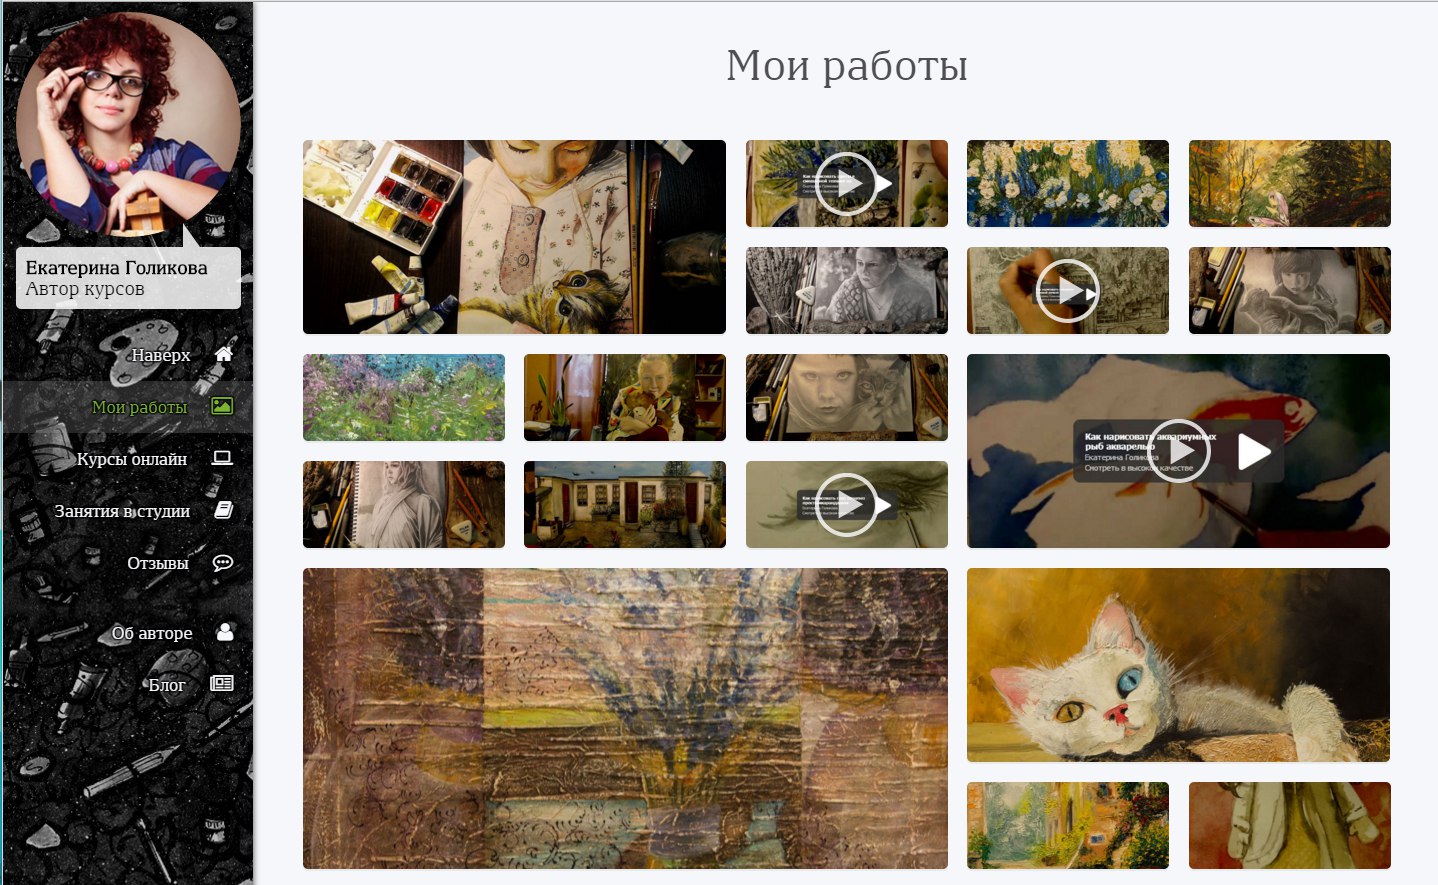 Мои работы
Екатерина Голикова
Автор курсов
Наверх
Мои работы
Курсы онлайн
Занятия в студии
Отзывы
Об авторе
Блог
Как нарисовать аквариумных
рыб акварелью
Екатерина Голикова
Смотреть в высоком качестве